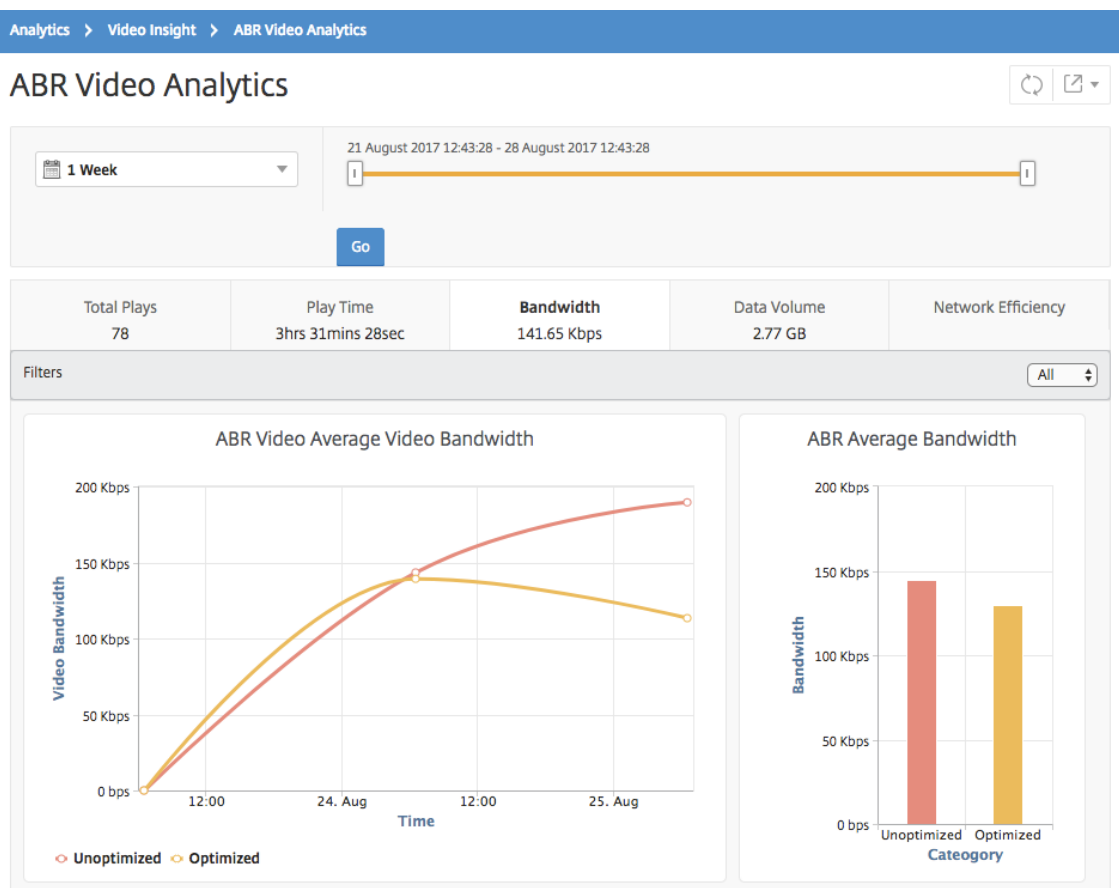 Analytics > Video Insight > ABR Video Analytics
ABR Video Analytics
1 Week
21 August 2017 12:43:28 - 28 August 2017 12:43:28
Go
Total Plays
78
Play Time
3hrs 31mins 28sec
Bandwidth
141.65 Kbps
Data Volume
2.77 GB
Network Efficiency
Filters
All
ABR Video Average Video Bandwidth
200 Kbps
150 Kbps
100 Kbps
50 Kbps
0 bps
Video Bandwidth
12:00
24. Aug
12:00
25. Aug
Time
Unoptimized
Optimized
ABR Average Bandwidth
200 Kbps
150 Kbps
100 Kbps
50 Kbps
0 bps
Bandwidth
Unoptimized
Optimized
Cateogory